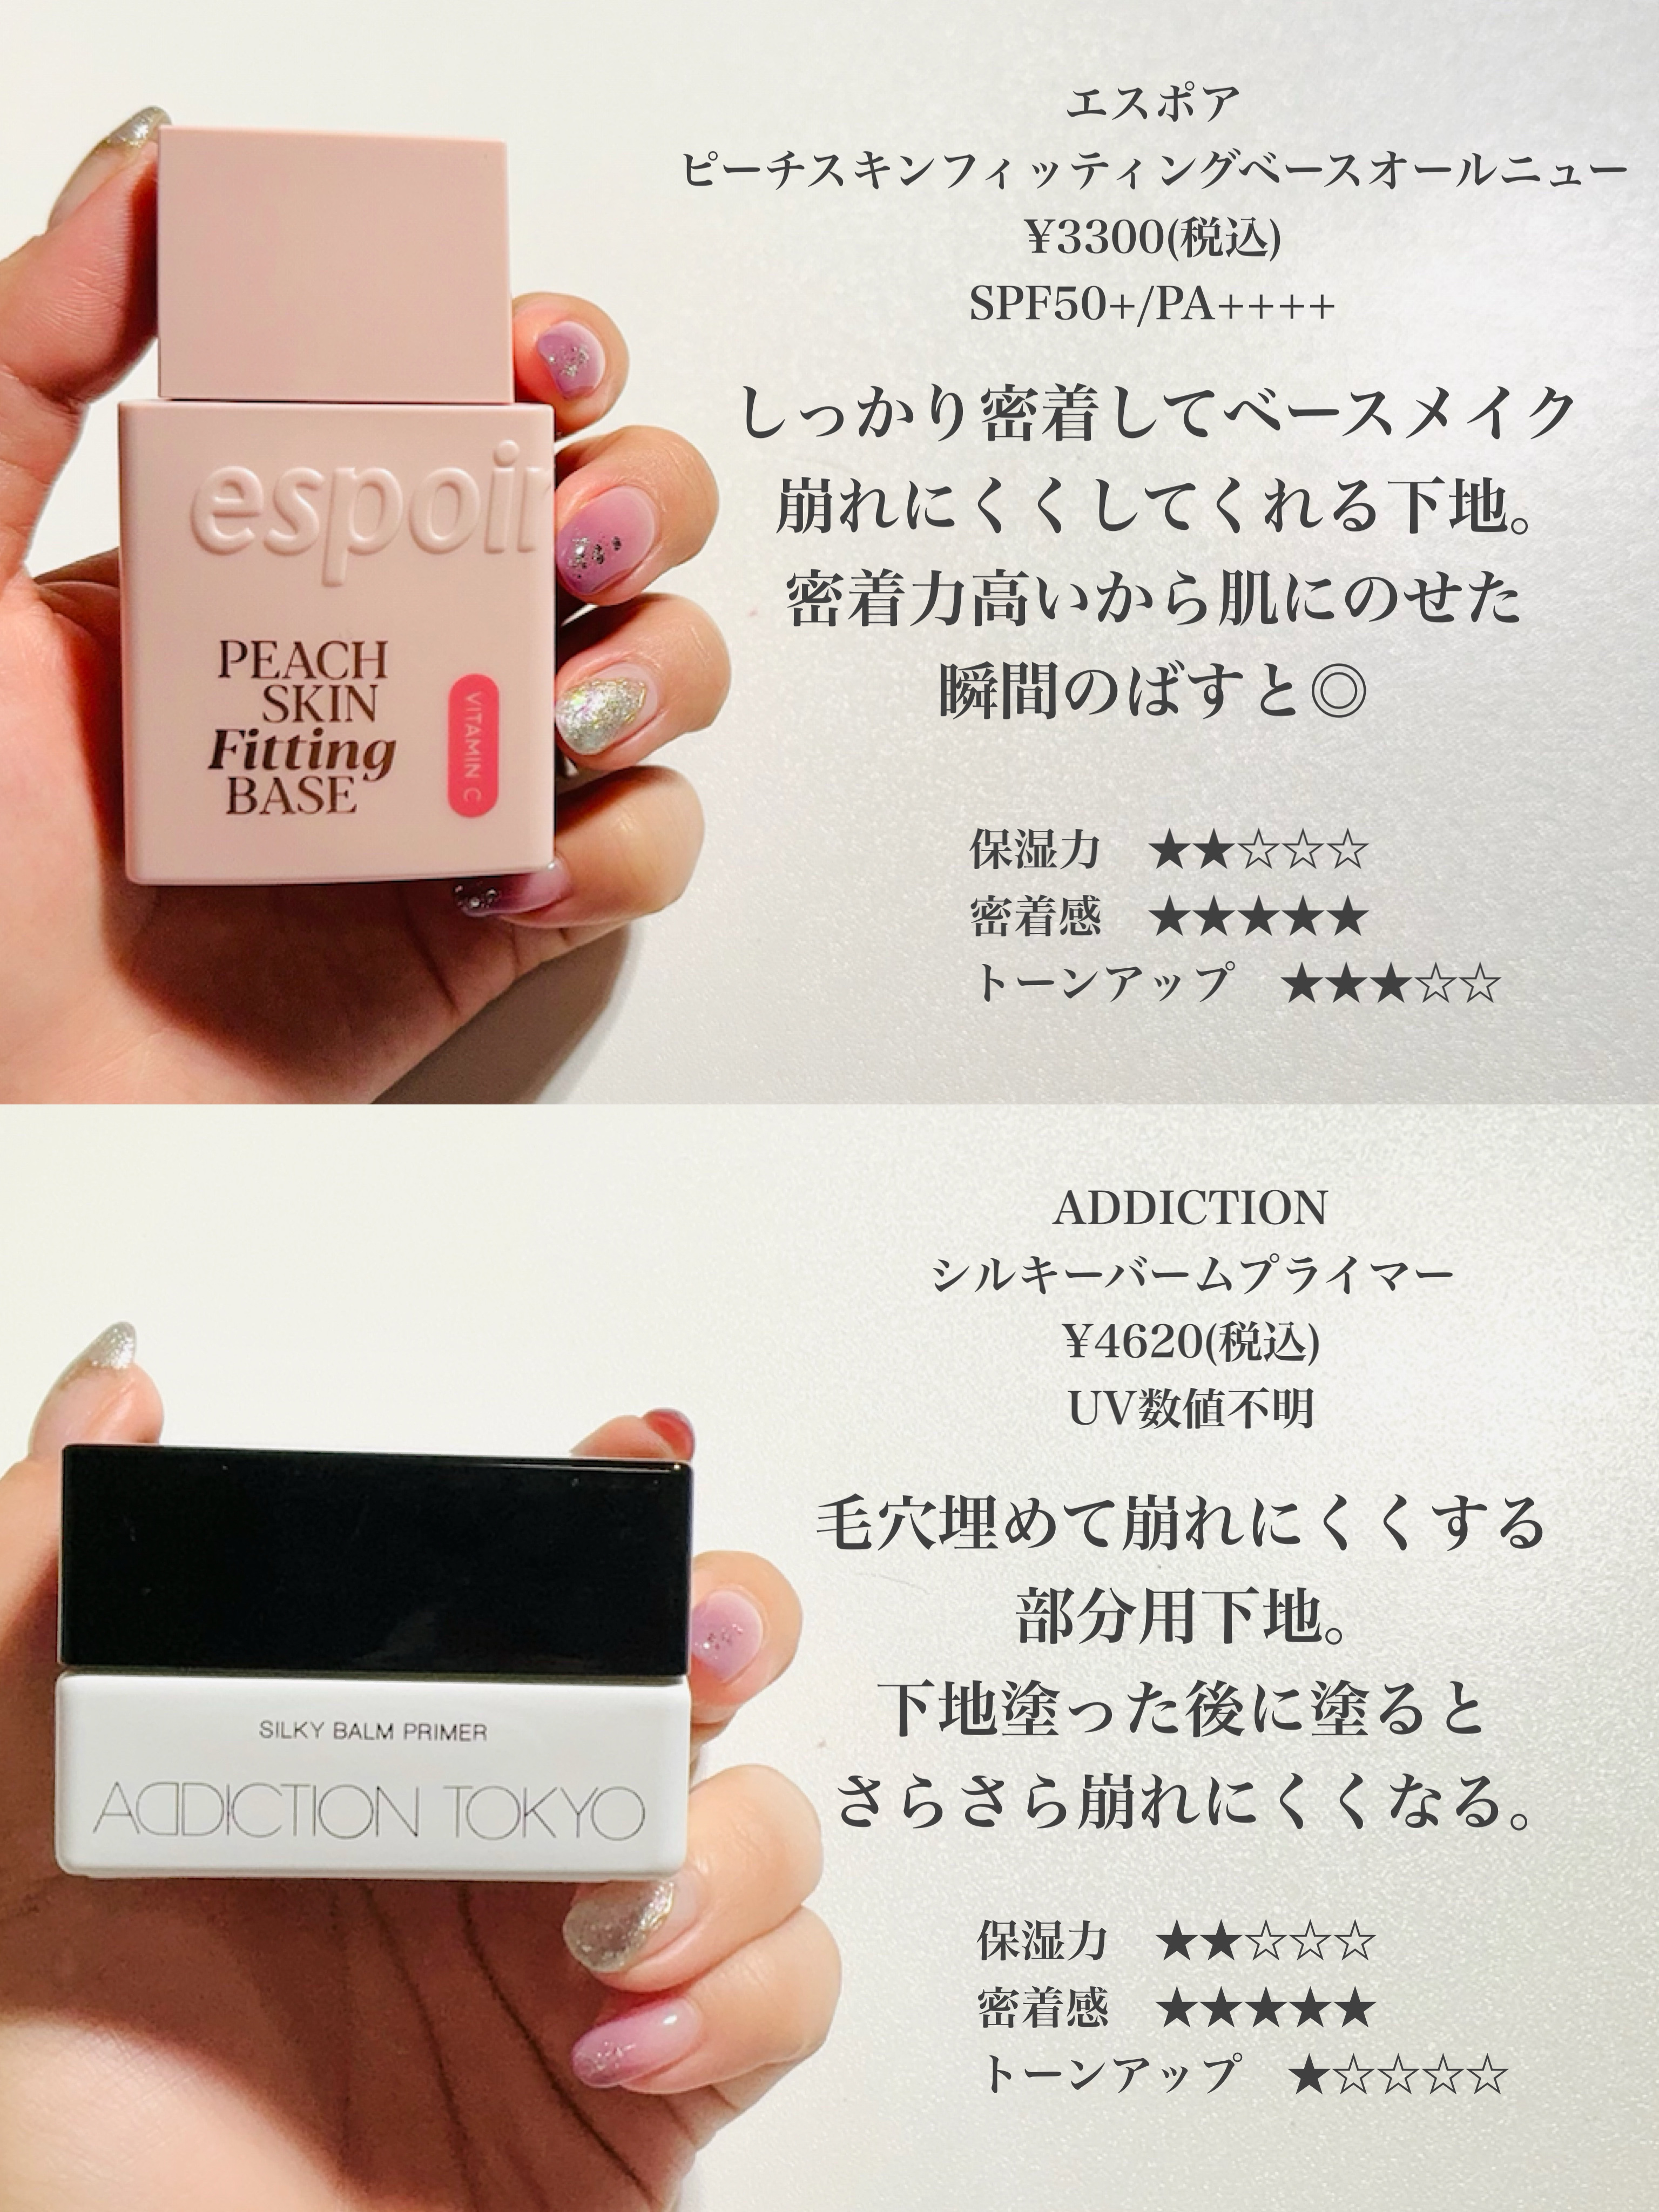 エスポア
ピーチスキンフィッティングベースオールニュー
¥3300(税込)
SPF50+/PA++++
しっかり密着してベースメイク
崩れにくくしてくれる下地。
密着力高いから肌にのせた
瞬間のばすと◎
保湿力 ★★☆☆☆
密着感 ★★★★★
トーンアップ ★★★☆☆
espoir
PEACH
SKIN
Fitting
BASE
VITAMIN C
ADDICTION
シルキーバームプライマー
¥4620(税込)
UV数値不明
毛穴埋めて崩れにくくする
部分用下地。
下地塗った後に塗ると
さらさら崩れにくくなる。
保湿力 ★★☆☆☆
密着感 ★★★★★
トーンアップ ★☆☆☆☆
SILKY BALM PRIMER
ADDICTION TOKYO